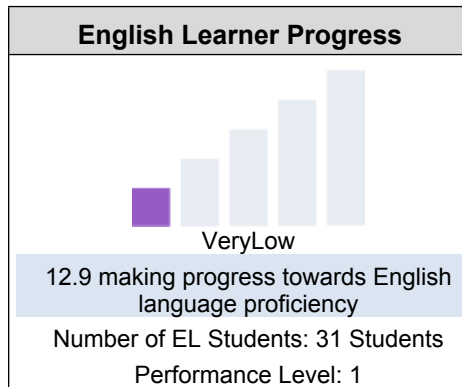 English Learner Progress
VeryLow
12.9 making progress towards English
language proficiency
Number of EL Students: 31 Students
Performance Level: 1